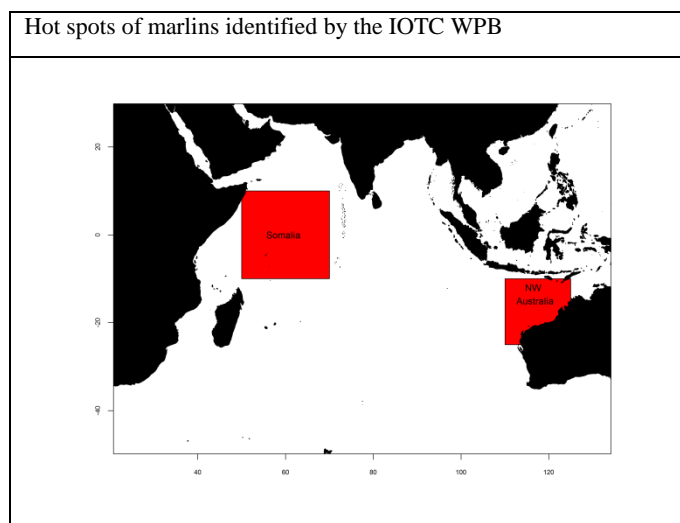 Hot spots of marlins identified by the IOTC WPB
20
0
-20
-40
Somalia
NW
Australia
40
60
80
100
120